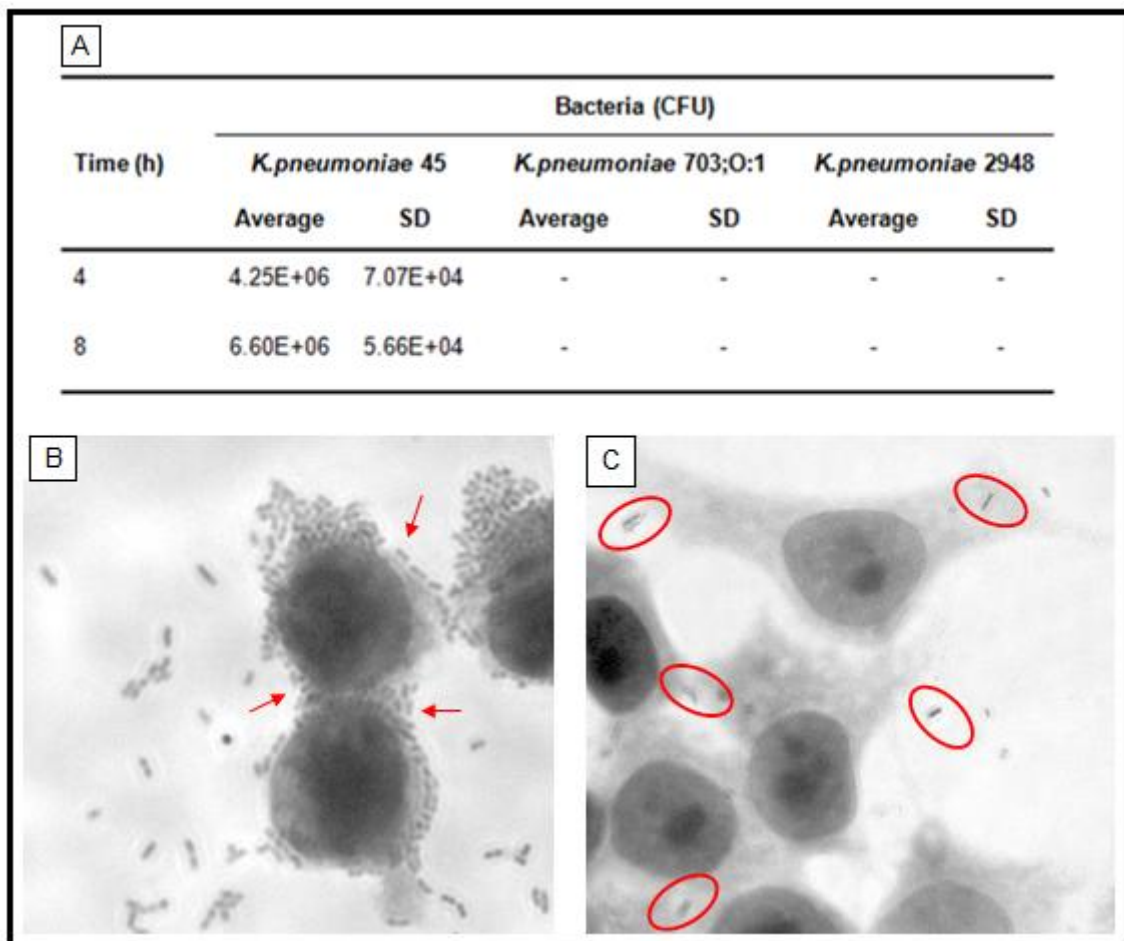 A
Bacteria (CFU)
Time (h) K.pneumoniae 45 K.pneumoniae 703;O:1 K.pneumoniae 2948
Average SD Average SD Average SD
4 4.25E+06 7.07E+04 - - - -
8 6.60E+06 5.66E+04 - - - -
B C